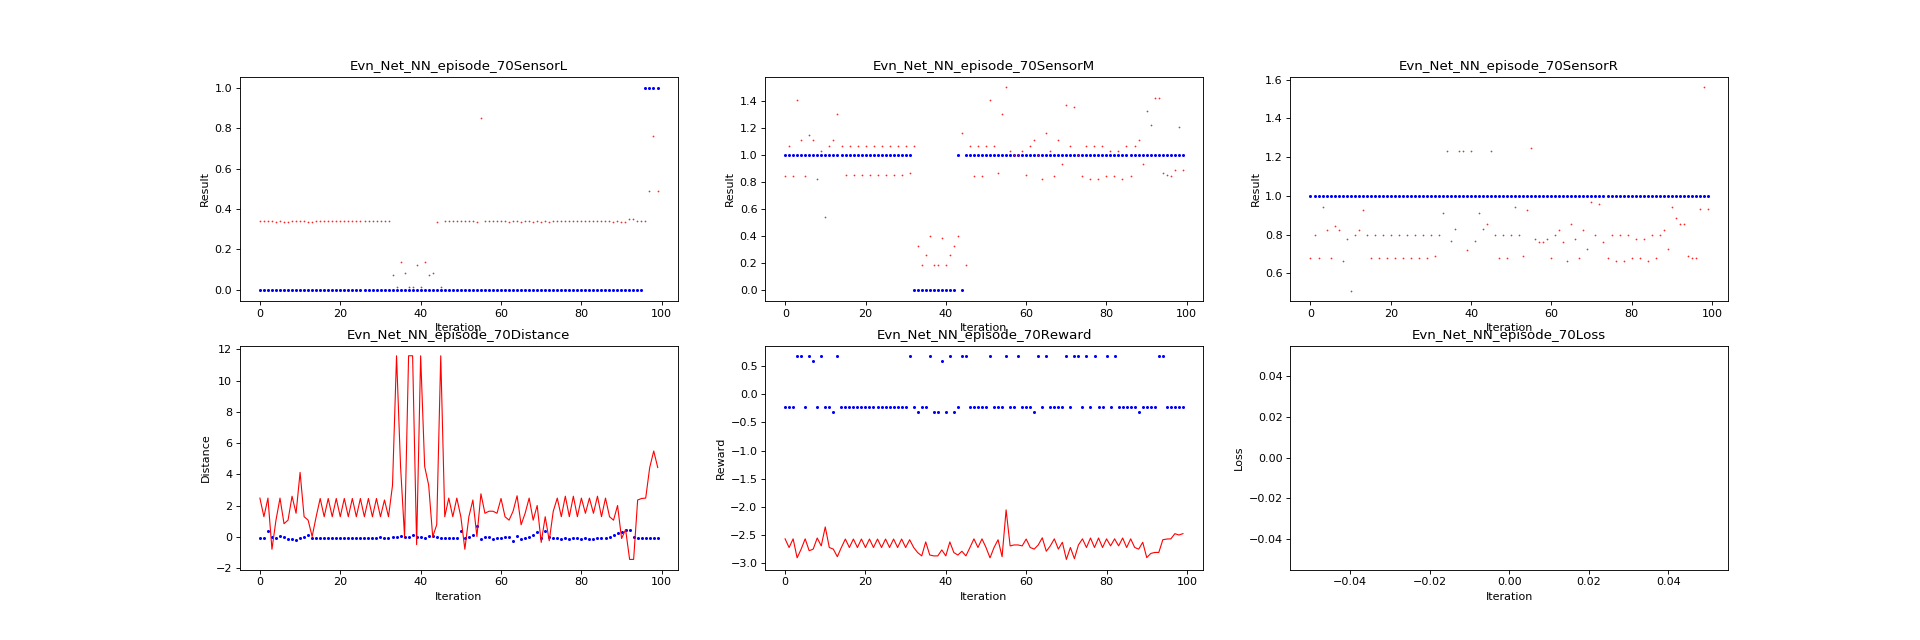 Evn_Net_NN_episode_70SensorL
Evn_Net_NN_episode_70SensorM
Evn_Net_NN_episode_70SensorR
1.0
0.8
0.6
0.4
0.2
0.0
Result
0 20 40 60 80 100
Iteration
1.4
1.2
1.0
0.8
0.6
0.4
0.2
0.0
Result
0 20 40 60 80 100
Iteration
1.6
1.4
1.2
1.0
0.8
0.6
Result
0 20 40 60 80 100
Iteration
Evn_Net_NN_episode_70Distance
Evn_Net_NN_episode_70Reward
Evn_Net_NN_episode_70Loss
12
10
8
6
4
2
0
−2
Distance
0 20 40 60 80 100
Iteration
0.5
0.0
−0.5
−1.0
−1.5
−2.0
−2.5
−3.0
Reward
0 20 40 60 80 100
Iteration
0.04
0.02
0.00
−0.02
−0.04
Loss
−0.04 −0.02 0.00 0.02 0.04
Iteration